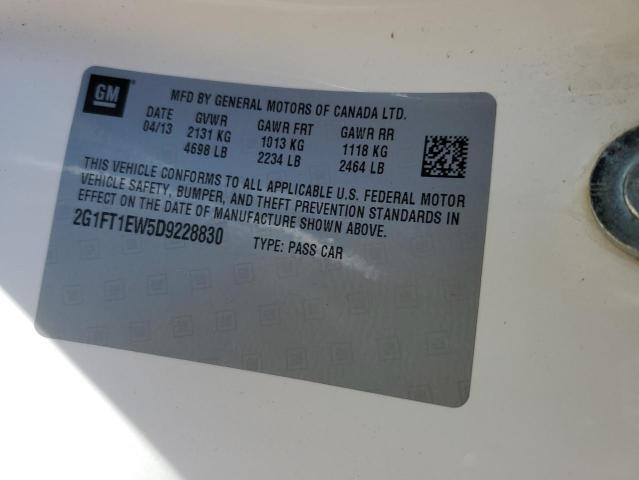 GM
MFD BY GENERAL MOTORS OF CANADA LTD.
DATE GVWR GAWR FRT GAWR RR
04/13 2131 KG 1013 KG 1118 KG
4698 LB 2234 LB 2464 LB
THIS VEHICLE CONFORMS TO ALL APPLICABLE U.S. FEDERAL MOTOR
VEHICLE SAFETY, BUMPER, AND THEFT PREVENTION STANDARDS IN
EFFECT ON THE DATE OF MANUFACTURE SHOWN ABOVE.
2G1FT1EW5D9228830 TYPE: PASS CAR